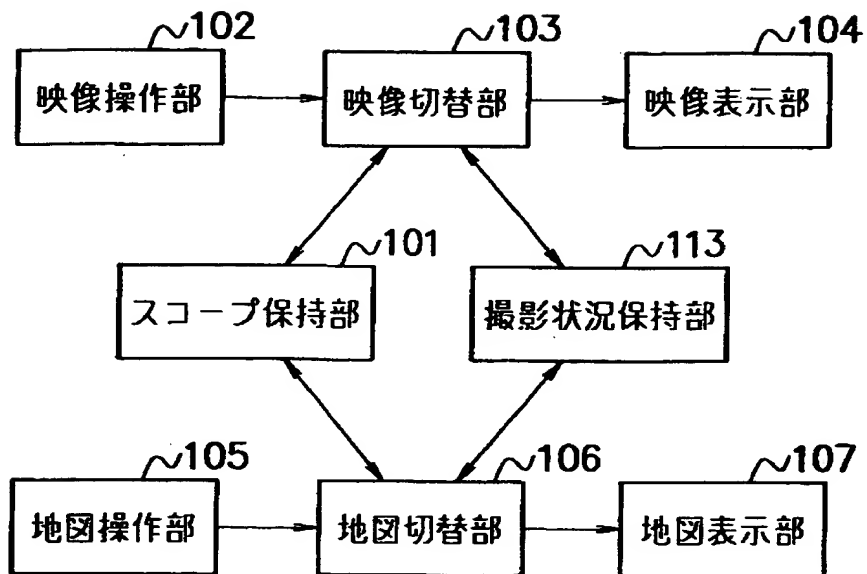 102
映像操作部
103
映像切替部
104
映像表示部
101
スコープ保持部
113
撮影状況保持部
105
地図操作部
106
地図切替部
107
地図表示部